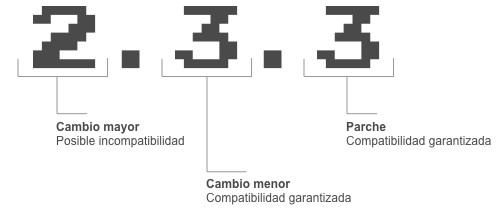 2.3.3
Cambio mayor
Posible incompatibilidad
Parche
Compatibilidad garantizada
Cambio menor
Compatibilidad garantizada